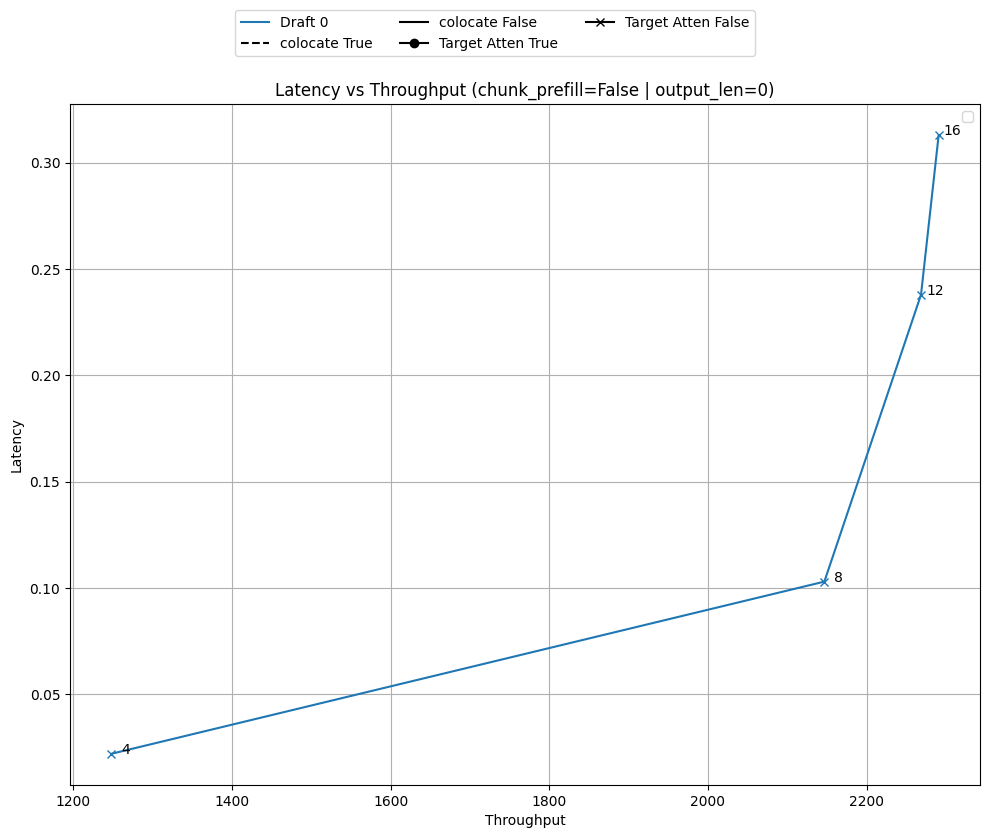 Draft 0
colocate True
colocate False
Target Atten True
Target Atten False
Latency vs Throughput (chunk_prefill=False | output_len=0)
16
0.30
12
0.25
0.20
Latency
0.15
8
0.10
0.05
4
1200 1400 1600 1800 2000 2200
Throughput